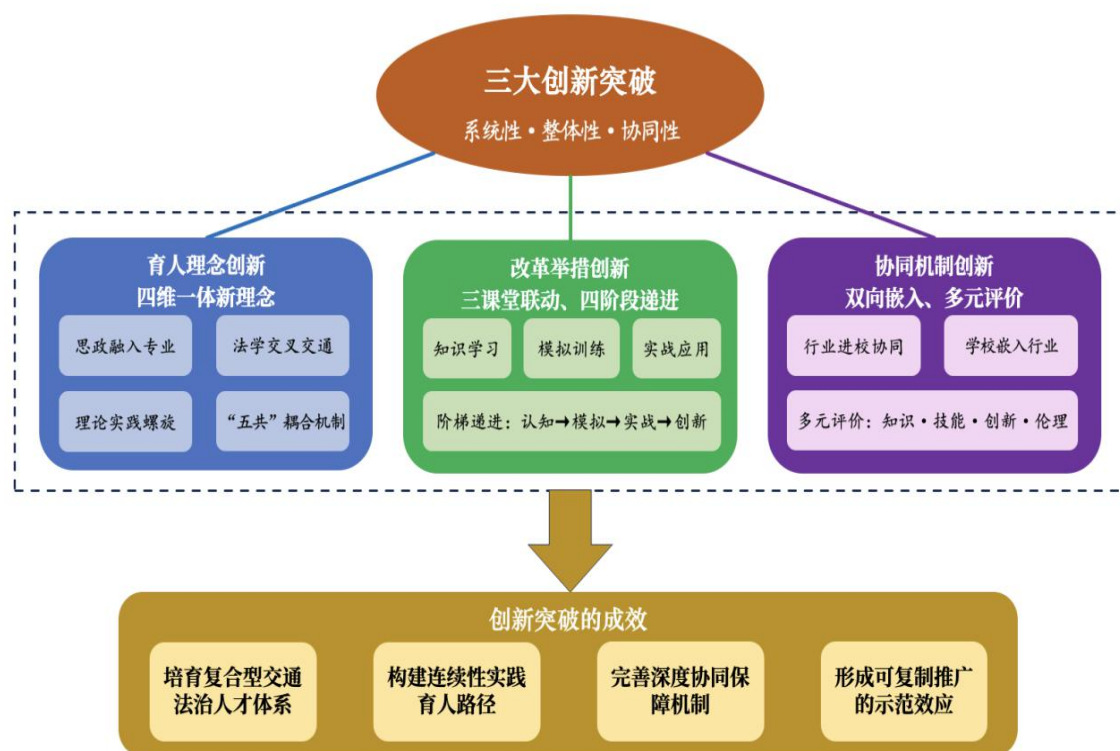 三大创新突破
系统性·整体性·协同性
育人理念创新
四维一体新理念
思政融入专业
法学交叉交通
理论实践螺旋
“五共”耦合机制
改革举措创新
三课堂联动、四阶段递进
知识学习
模拟训练
实战应用
阶梯递进：认知→模拟→实战→创新
协同机制创新
双向嵌入、多元评价
行业进校协同
学校嵌入行业
多元评价：知识·技能·创新·伦理
创新突破的成效
培育复合型交通
法治人才体系
构建连续性实践
育人路径
完善深度协同保
障机制
形成可复制推广
的示范效应